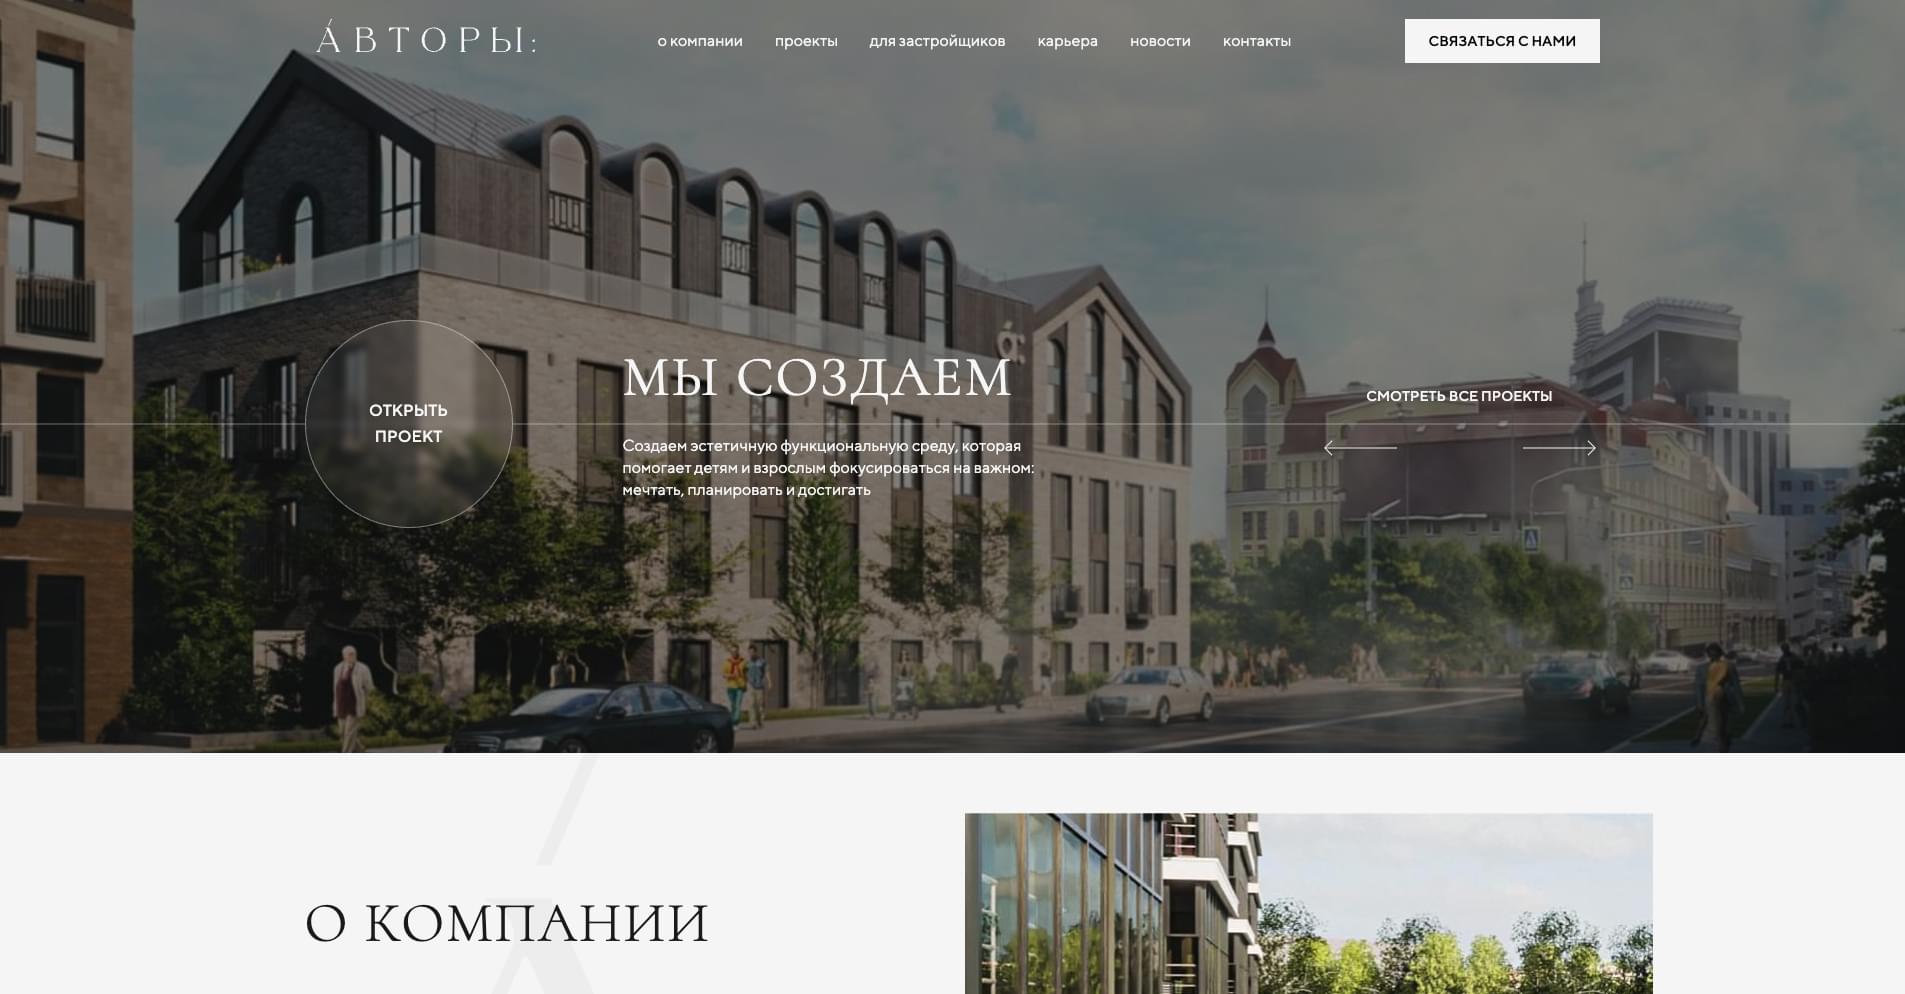 А́ВТОРЫ:
о компании
проекты
для застройщиков
карьера
новости
контакты
СВЯЗАТЬСЯ С НАМИ
ОТКРЫТЬ
ПРОЕКТ
МЫ СОЗДАЕМ
Создаем эстетичную функциональную среду, которая
помогает детям и взрослым фокусироваться на важном:
мечтать, планировать и достигать
СМОТРЕТЬ ВСЕ ПРОЕКТЫ
О КОМПАНИИ